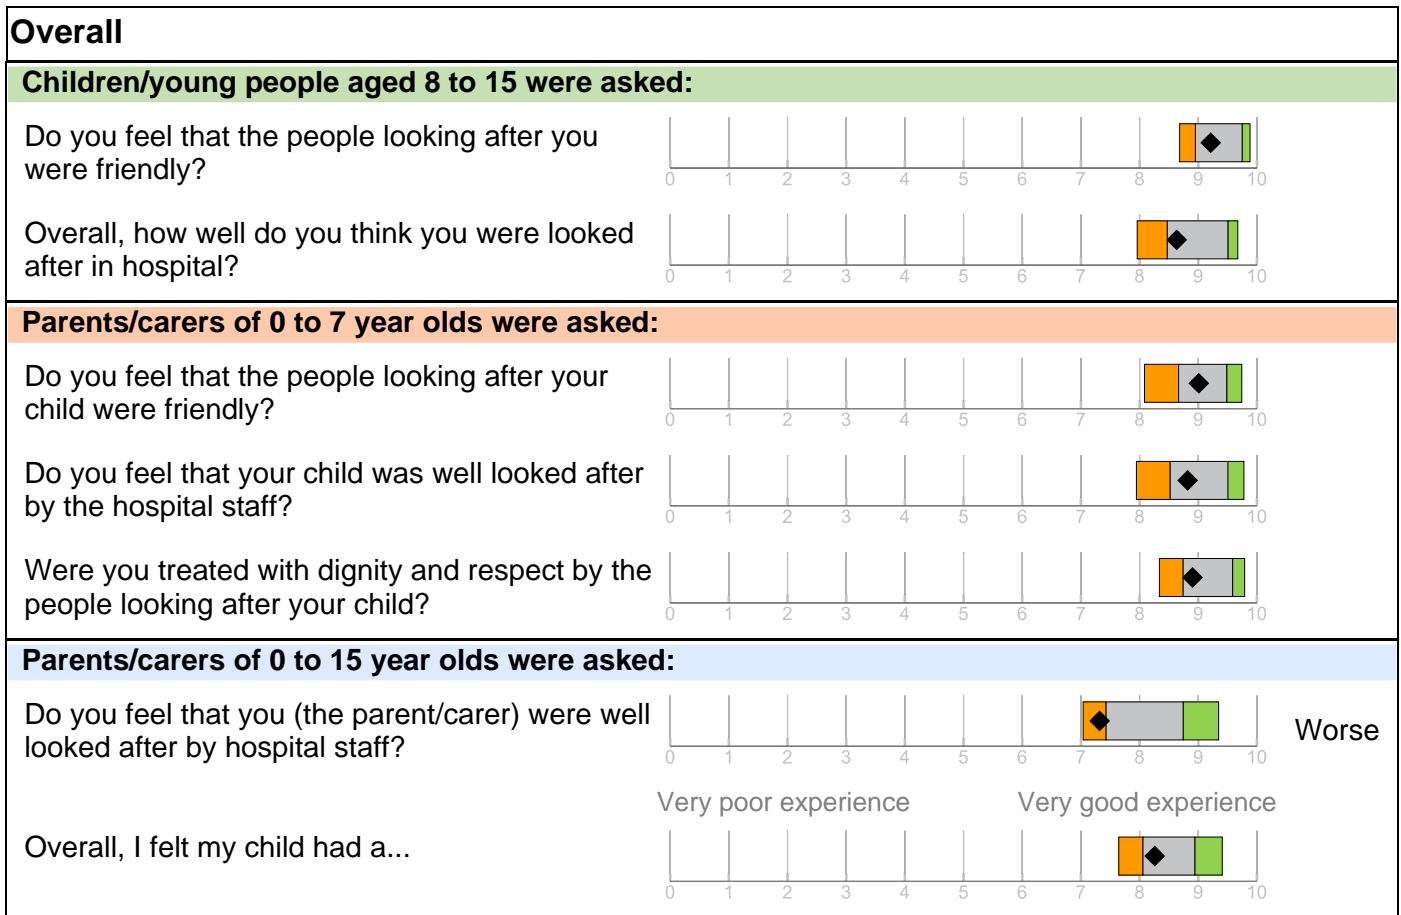 Overall
Children/young people aged 8 to 15 were asked:
Do you feel that the people looking after you
were friendly?
0 1 2 3 4 5 6 7 8 9 10
Overall, how well do you think you were looked
after in hospital?
0 1 2 3 4 5 6 7 8 9 10
Parents/carers of 0 to 7 year olds were asked:
Do you feel that the people looking after your
child were friendly?
0 1 2 3 4 5 6 7 8 9 10
Do you feel that your child was well looked after
by the hospital staff?
0 1 2 3 4 5 6 7 8 9 10
Were you treated with dignity and respect by the
people looking after your child?
0 1 2 3 4 5 6 7 8 9 10
Parents/carers of 0 to 15 year olds were asked:
Do you feel that you (the parent/carer) were well
looked after by hospital staff?
Worse
0 1 2 3 4 5 6 7 8 9 10
Very poor experience Very good experience
Overall, I felt my child had a...
0 1 2 3 4 5 6 7 8 9 10